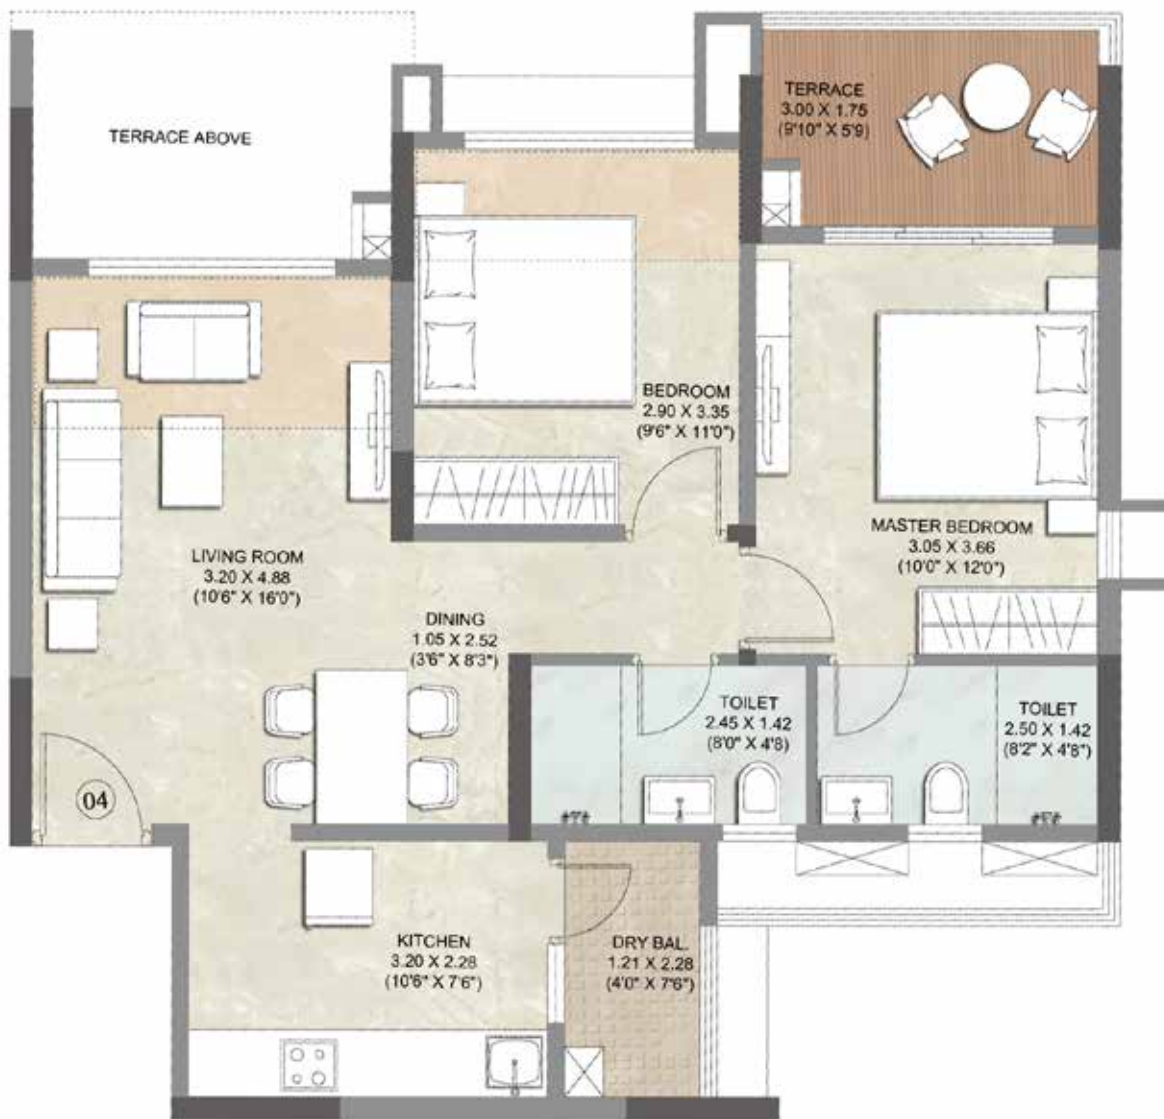 TERRACE
3.00 X 1.75
(9'10" X 5'9)
TERRACE ABOVE
BEDROOM
2.90 X 3.35
(9'6" X 11'0")
MASTER BEDROOM
3.05 X 3.66
(10'0" X 12'0")
LIVING ROOM
3.20 X 4.88
(10'6" X 16'0")
DINING
1.05 X 2.52
(3'6" X 8'3")
TOILET
2.45 X 1.42
(8'0" X 4'8)
TOILET
2.50 X 1.42
(8'2" X 4'8")
04
KITCHEN
3.20 X 2.28
(10'6" X 7'6")
DRY BAL.
1.21 X 2.28
(4'0" X 7'6")